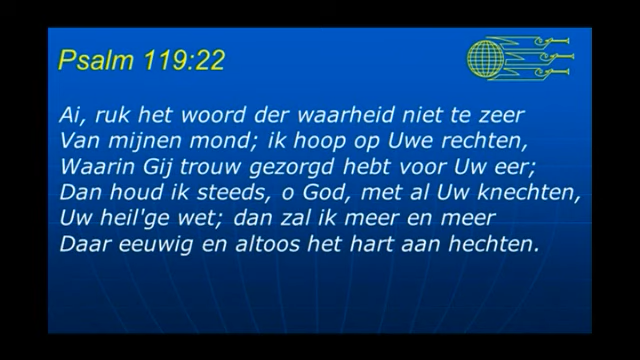 Psalm 119:22
Ai, ruk het woord der waarheid niet te zeer
Van mijnen mond; ik hoop op Uwe rechten,
Waarin Gij trouw gezorgd hebt voor Uw eer;
Dan houd ik steeds, o God, met al Uw knechten,
Uw heil'ge wet; dan zal ik meer en meer
Daar eeuwig en altoos het hart aan hechten.